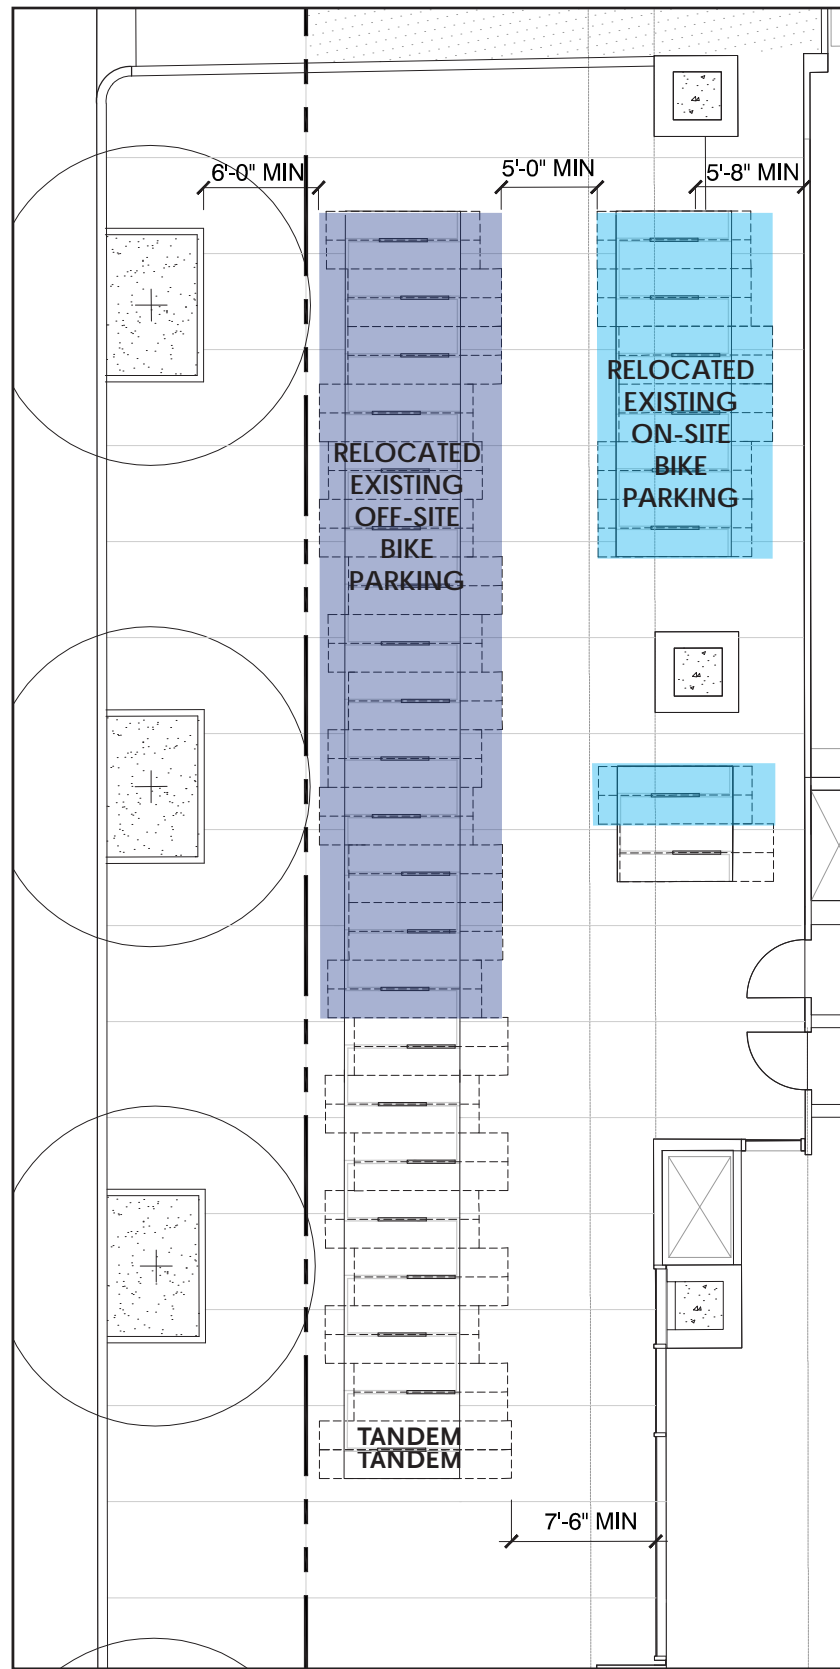 6'-0" MIN
5'-0" MIN
5'-8" MIN
RELOCATED
EXISTING
OFF-SITE
BIKE
PARKING
RELOCATED
EXISTING
ON-SITE
BIKE
PARKING
TANDEM
TANDEM
7'-6" MIN